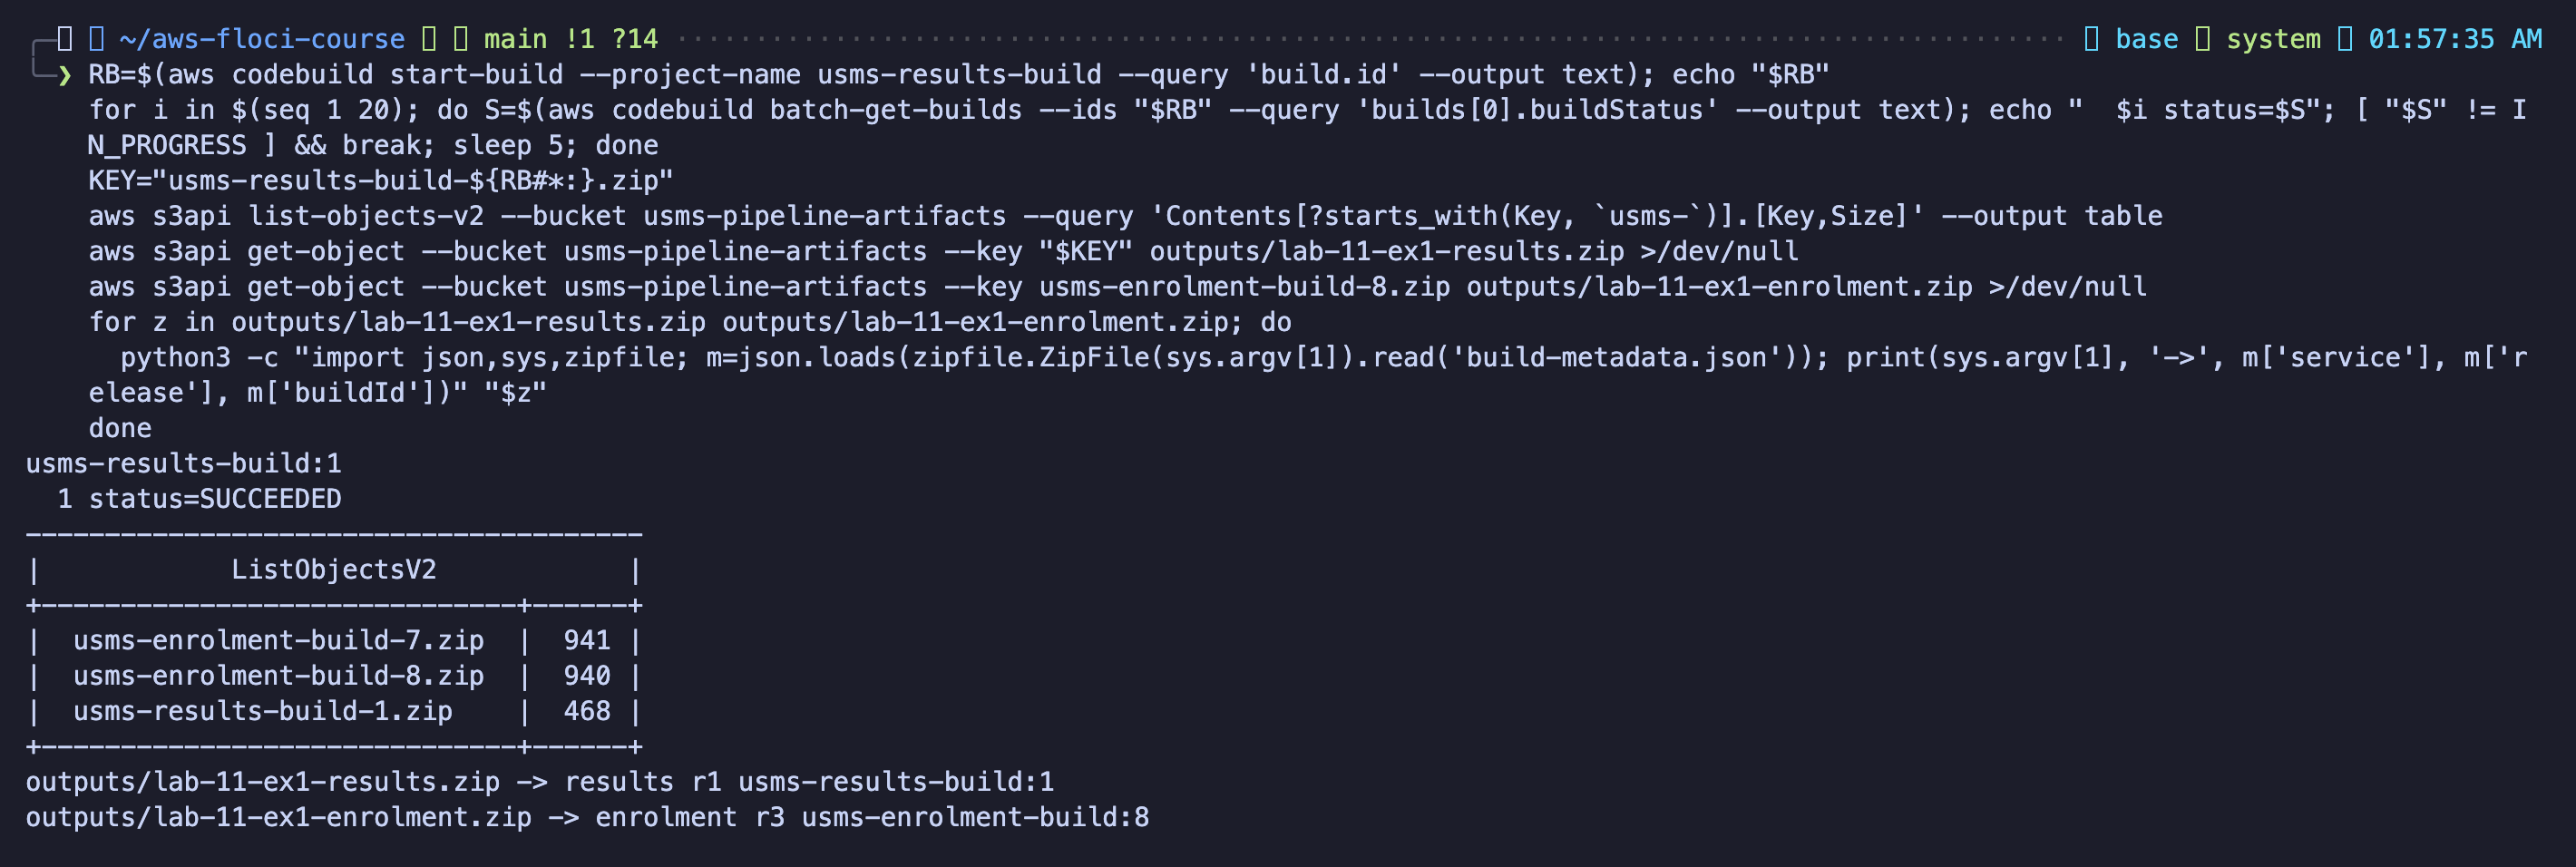 ~/aws-floci-course main !1 ?14 base system 01:57:35 AM
❯ RB=$(aws codebuild start-build --project-name usms-results-build --query 'build.id' --output text); echo "$RB"
for i in $(seq 1 20); do S=$(aws codebuild batch-get-builds --ids "$RB" --query 'builds[0].buildStatus' --output text); echo "  $i status=$S"; [ "$S" != I
N_PROGRESS ] && break; sleep 5; done
KEY="usms-results-build-${RB#*:}.zip"
aws s3api list-objects-v2 --bucket usms-pipeline-artifacts --query 'Contents[?starts_with(Key, `usms-`)].[Key,Size]' --output table
aws s3api get-object --bucket usms-pipeline-artifacts --key "$KEY" outputs/lab-11-ex1-results.zip >/dev/null
aws s3api get-object --bucket usms-pipeline-artifacts --key usms-enrolment-build-8.zip outputs/lab-11-ex1-enrolment.zip >/dev/null
for z in outputs/lab-11-ex1-results.zip outputs/lab-11-ex1-enrolment.zip; do
  python3 -c "import json,sys,zipfile; m=json.loads(zipfile.ZipFile(sys.argv[1]).read('build-metadata.json')); print(sys.argv[1], '->', m['service'], m['r
elease'], m['buildId'])" "$z"
done
usms-results-build:1
  1 status=SUCCEEDED
---------------------------------------
|            ListObjectsV2            |
+------------------------------+------+
|  usms-enrolment-build-7.zip  |  941 |
|  usms-enrolment-build-8.zip  |  940 |
|  usms-results-build-1.zip    |  468 |
+------------------------------+------+
outputs/lab-11-ex1-results.zip -> results r1 usms-results-build:1
outputs/lab-11-ex1-enrolment.zip -> enrolment r3 usms-enrolment-build:8